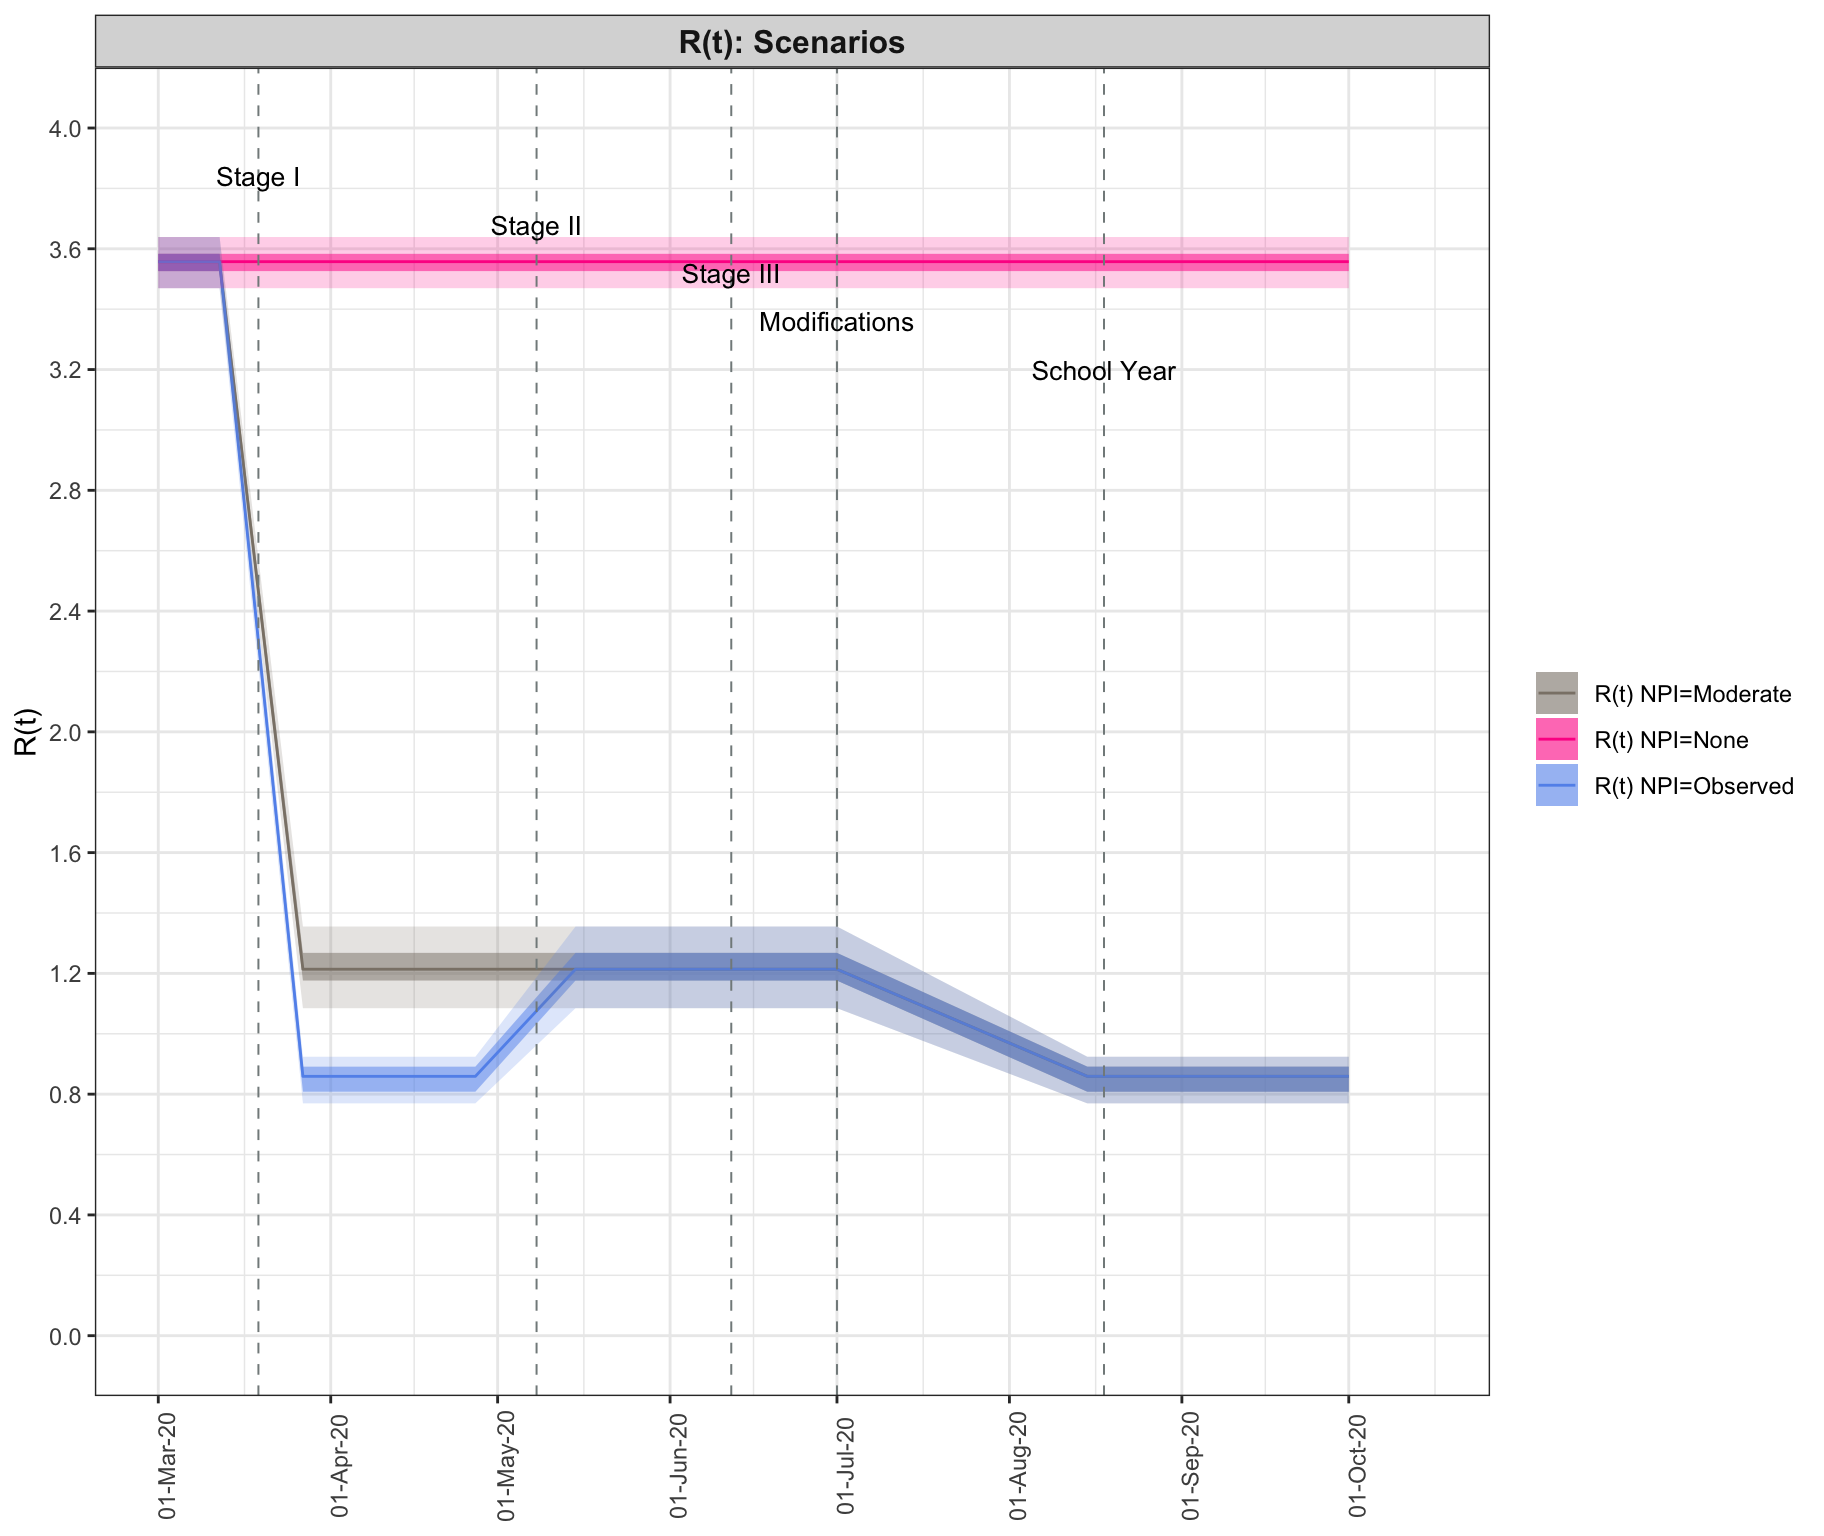 R(t): Scenarios
4.0
3.6
3.2
2.8
2.4
2.0
1.6
1.2
0.8
0.4
0.0
R(t)
Stage I
Stage II
Stage III
Modifications
School Year
01-Mar-20
01-Apr-20
01-May-20
01-Jun-20
01-Jul-20
01-Aug-20
01-Sep-20
01-Oct-20
R(t) NPI=Moderate
R(t) NPI=None
R(t) NPI=Observed